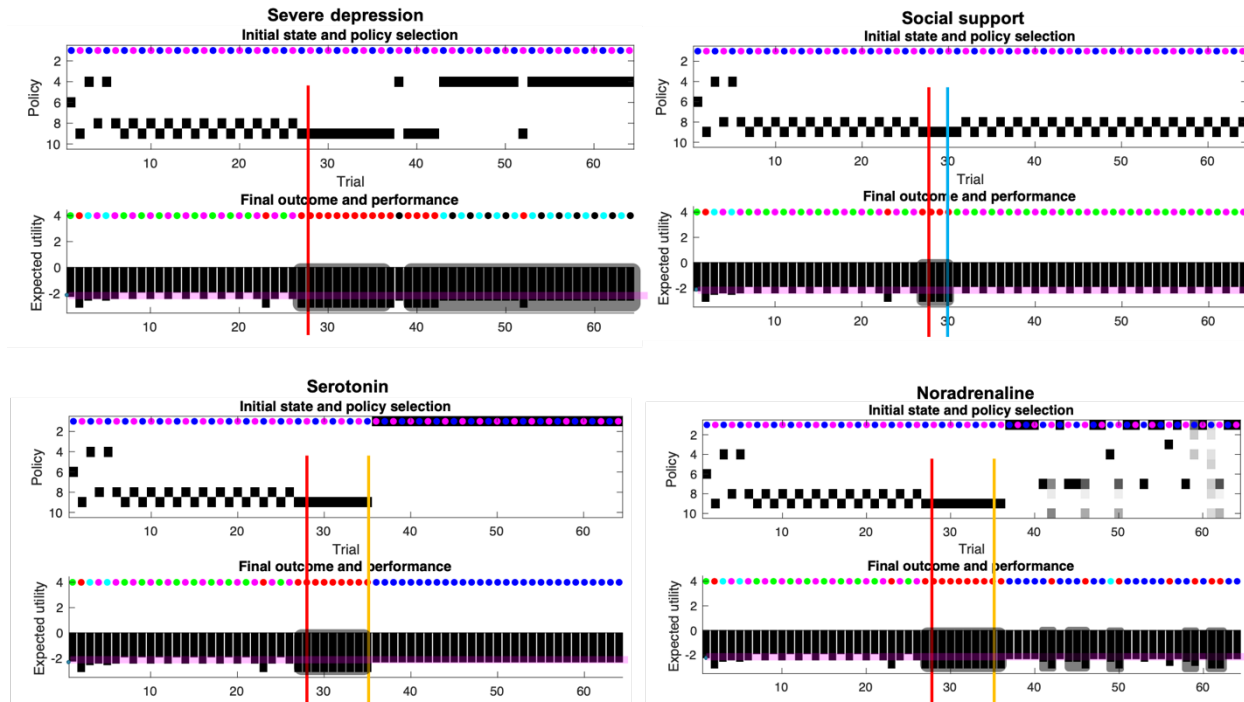 Severe depression
Initial state and policy selection
Policy
2
4
6
8
10
10 20 30 40 50 60
Trial
Final outcome and performance
Expected utility
4
2
0
-2
10 20 30 40 50 60
Social support
Initial state and policy selection
Policy
2
4
6
8
10
10 20 30 40 50 60
Trial
Final outcome and performance
Expected utility
4
2
0
-2
10 20 30 40 50 60
Serotonin
Initial state and policy selection
Policy
2
4
6
8
10
10 20 30 40 50 60
Trial
Final outcome and performance
Expected utility
4
2
0
-2
10 20 30 40 50 60
Noradrenaline
Initial state and policy selection
Policy
2
4
6
8
10
10 20 30 40 50 60
Trial
Final outcome and performance
Expected utility
4
2
0
-2
10 20 30 40 50 60